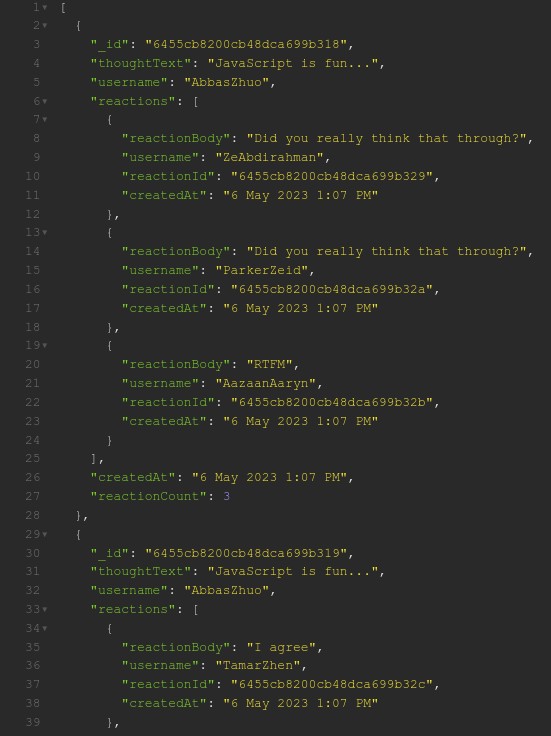 1 [
2 {
3 "_id": "6455cb8200cb48dca699b318",
4 "thoughtText": "JavaScript is fun...",
5 "username": "AbbasZhuo",
6 "reactions": [
7 {
8 "reactionBody": "Did you really think that through?",
9 "username": "ZeAbdirahman",
10 "reactionId": "6455cb8200cb48dca699b329",
11 "createdAt": "6 May 2023 1:07 PM"
12 },
13 {
14 "reactionBody": "Did you really think that through?",
15 "username": "ParkerZeid",
16 "reactionId": "6455cb8200cb48dca699b32a",
17 "createdAt": "6 May 2023 1:07 PM"
18 },
19 {
20 "reactionBody": "RTFM",
21 "username": "AazaanAaryn",
22 "reactionId": "6455cb8200cb48dca699b32b",
23 "createdAt": "6 May 2023 1:07 PM"
24 }
25 ],
26 "createdAt": "6 May 2023 1:07 PM",
27 "reactionCount": 3
28 },
29 {
30 "_id": "6455cb8200cb48dca699b319",
31 "thoughtText": "JavaScript is fun...",
32 "username": "AbbasZhuo",
33 "reactions": [
34 {
35 "reactionBody": "I agree",
36 "username": "TamarZhen",
37 "reactionId": "6455cb8200cb48dca699b32c",
38 "createdAt": "6 May 2023 1:07 PM"
39 },